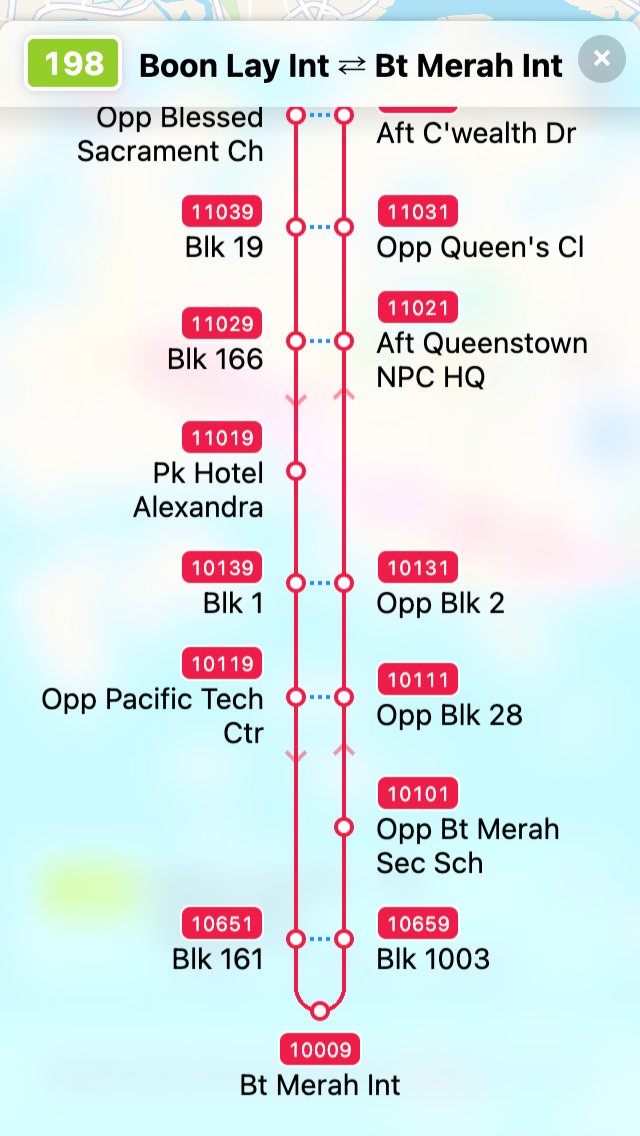 198 Boon Lay Int ⇄ Bt Merah Int
Opp Blessed
Sacrament Ch
Aft C'wealth Dr
11039
Blk 19
11031
Opp Queen's Cl
11029
Blk 166
11021
Aft Queenstown
NPC HQ
11019
Pk Hotel
Alexandra
10139
Blk 1
10131
Opp Blk 2
10119
Opp Pacific Tech
Ctr
10111
Opp Blk 28
10101
Opp Bt Merah
Sec Sch
10651
Blk 161
10659
Blk 1003
10009
Bt Merah Int